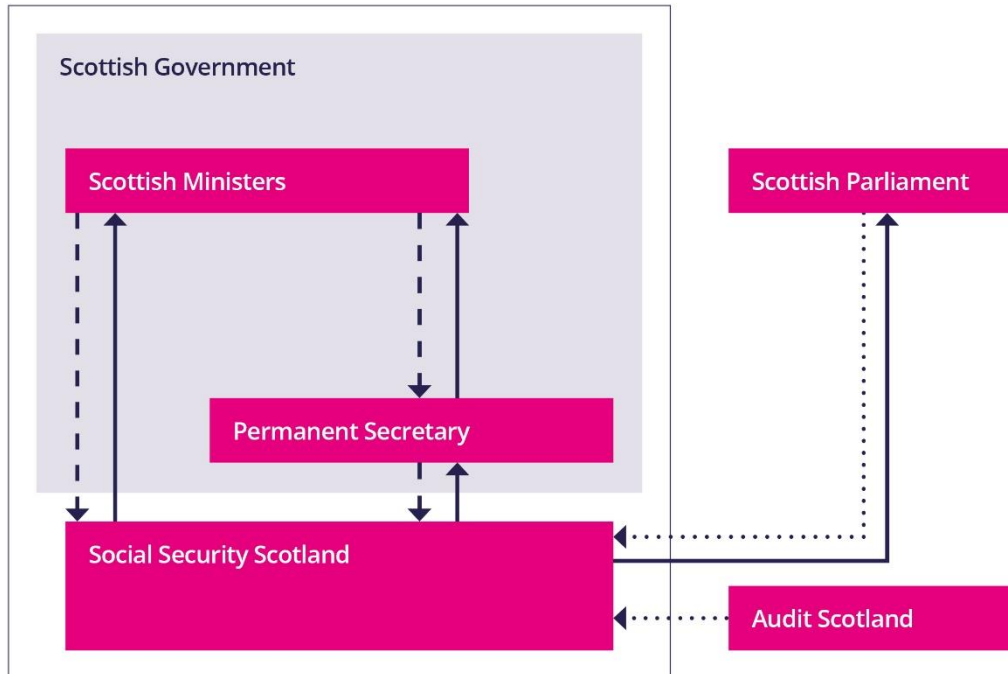 Scottish Government
Scottish Ministers
Scottish Parliament
Permanent Secretary
Social Security Scotland
Audit Scotland